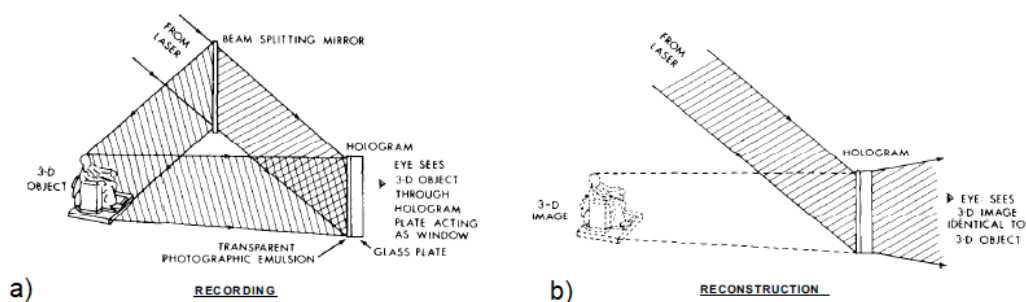 FROM
LASER
BEAM SPLITTING MIRROR
3-D
OBJECT
HOLOGRAM
EYE SEES
3-D OBJECT
THROUGH
HOLOGRAM
PLATE ACTING
AS WINDOW
TRANSPARENT
PHOTOGRAPHIC EMULSION
GLASS PLATE
a)
RECORDING
FROM
LASER
HOLOGRAM
3-D
IMAGE
EYE SEES
3-D IMAGE
IDENTICAL TO
3-D OBJECT
b)
RECONSTRUCTION